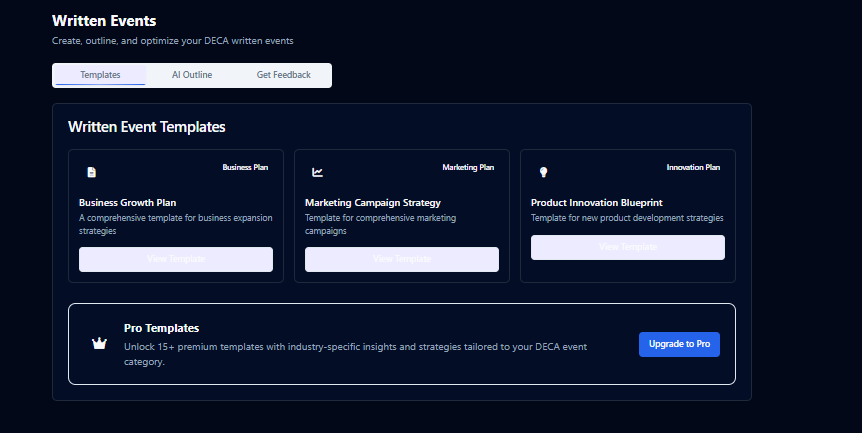 Written Events
Create, outline, and optimize your DECA written events
Templates
AI Outline
Get Feedback
Written Event Templates
Business Plan
Business Growth Plan
A comprehensive template for business expansion
strategies
View Template
Marketing Plan
Marketing Campaign Strategy
Template for comprehensive marketing
campaigns
View Template
Innovation Plan
Product Innovation Blueprint
Template for new product development strategies
View Template
Pro Templates
Unlock 15+ premium templates with industry-specific insights and strategies tailored to your DECA event
category.
Upgrade to Pro